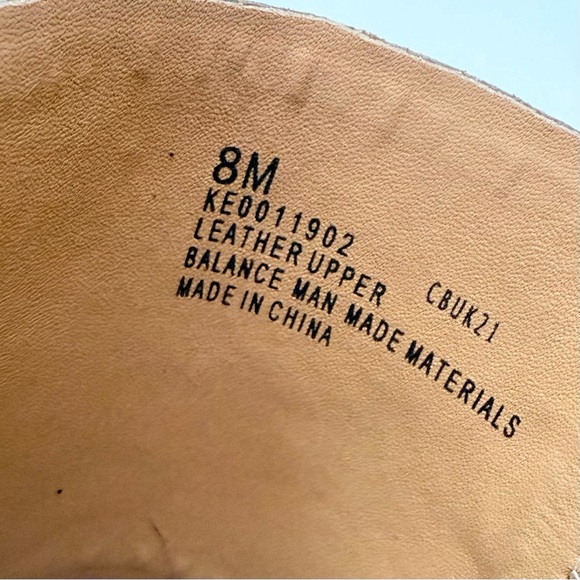 8M
KE0011902
LEATHER UPPER CBUK21
BALANCE MAN MADE MATERIALS
MADE IN CHINA